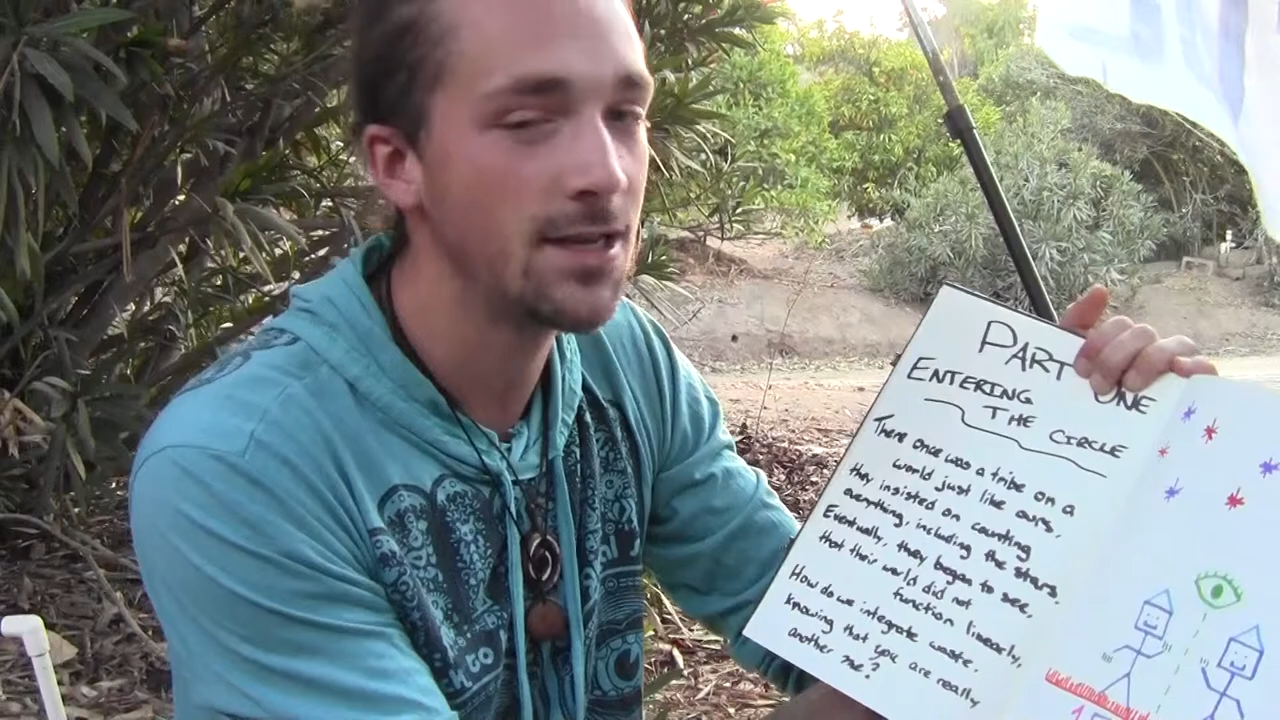 PART ONE
ENTERING
THE CIRCLE
There once was a tribe on a
world just like ours,
they insisted on counting
everything, including the stars.
Eventually, they began to see,
that their world did not
function linearly,
How do we integrate waste,
knowing that you are really
another me?